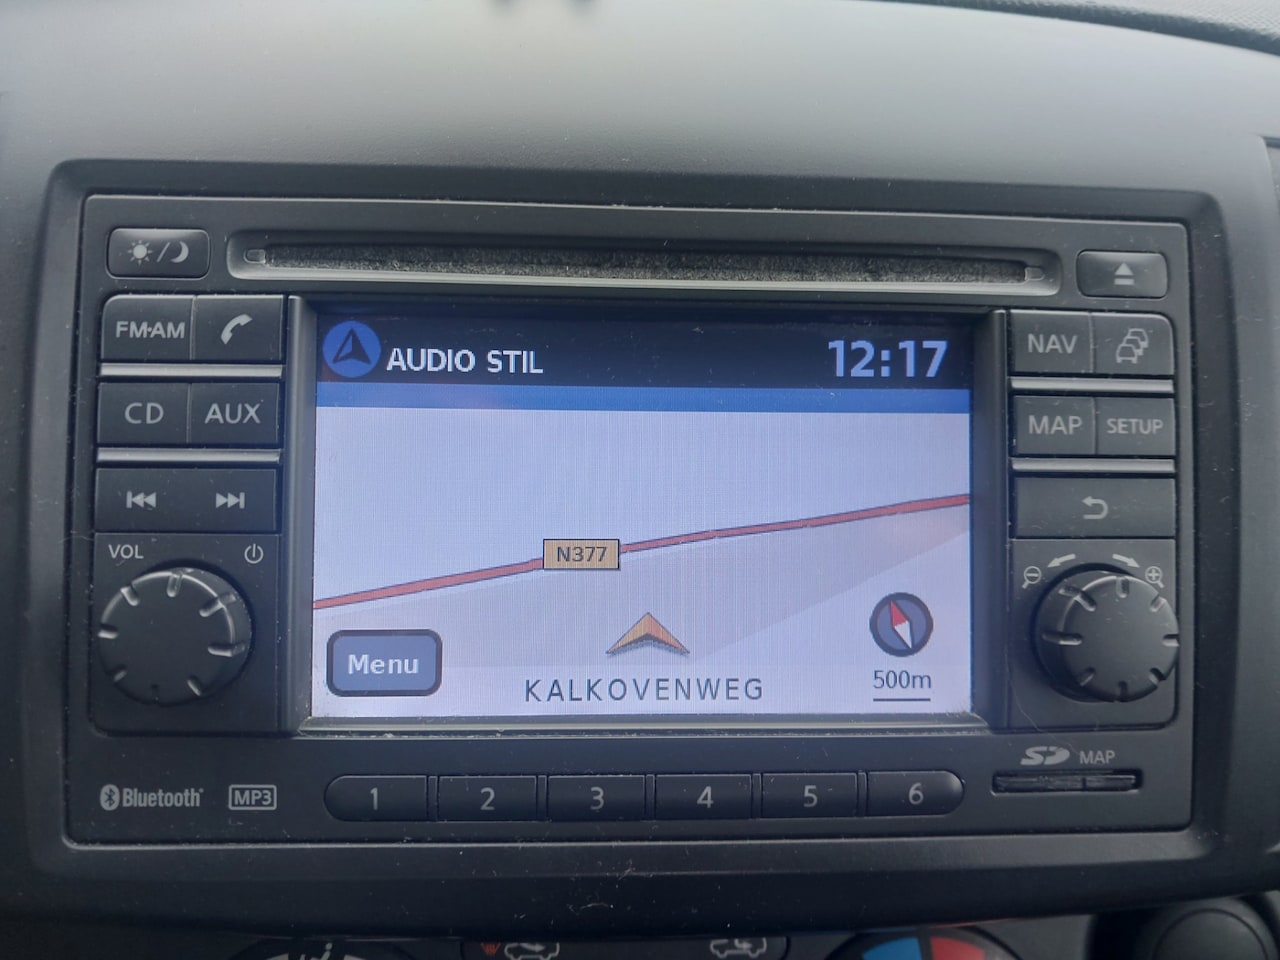 FM·AM
CD AUX
VOL
AUDIO STIL 12:17
N377
Menu
KALKOVENWEG
500m
NAV
MAP SETUP
Bluetooth MP3
1 2 3 4 5 6
SD MAP